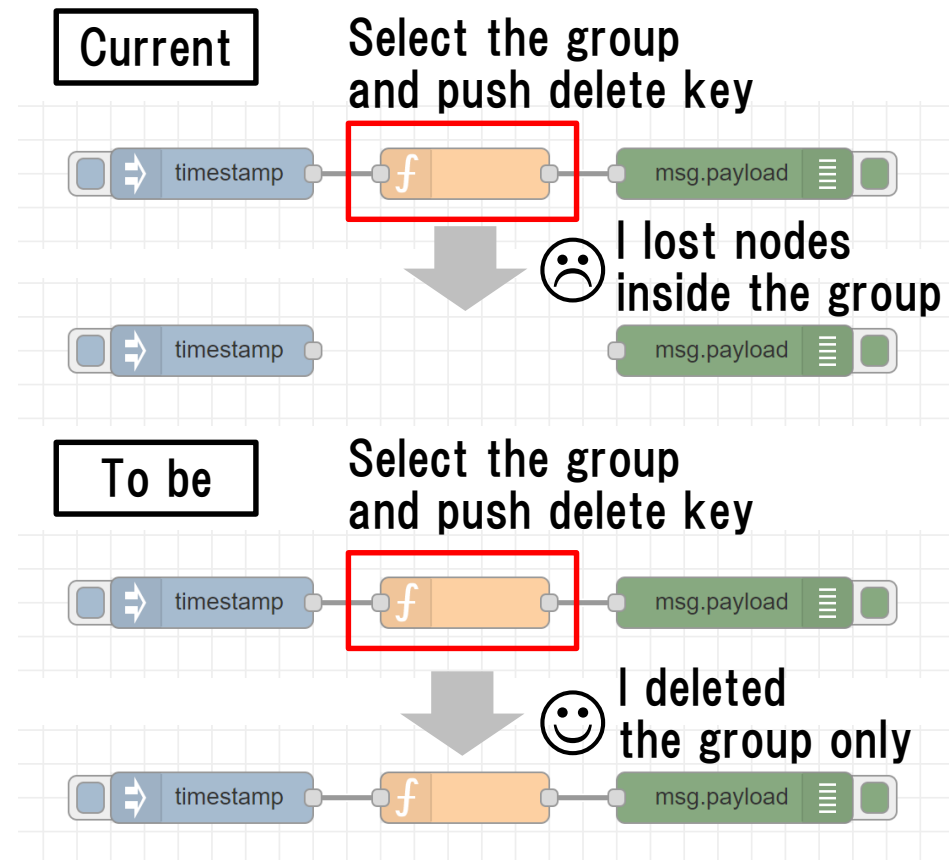 Current
Select the group
and push delete key
timestamp
f
msg.payload
I lost nodes
inside the group
timestamp
msg.payload
To be
Select the group
and push delete key
timestamp
f
msg.payload
I deleted
the group only
timestamp
f
msg.payload